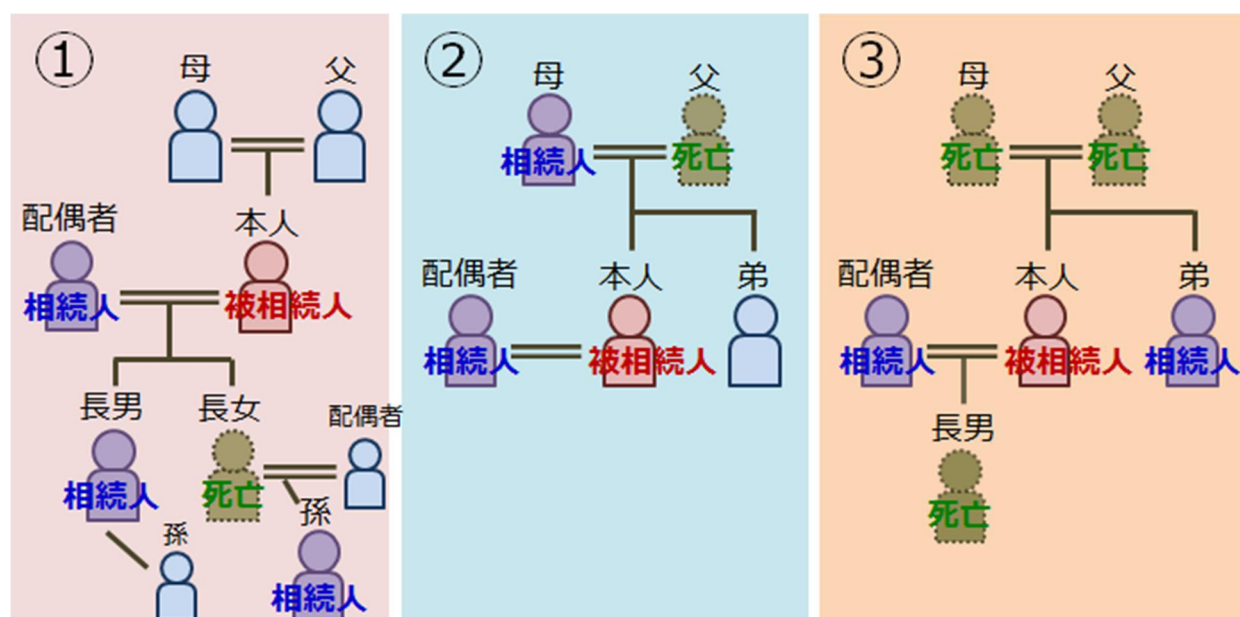 ①
母 父
配偶者 本人
相続人 被相続人
長男 長女 配偶者
相続人 死亡
孫 孫
相続人
②
母 父
相続人 死亡
配偶者 本人 弟
相続人 被相続人
③
母 父
死亡 死亡
配偶者 本人 弟
相続人 被相続人 相続人
長男
死亡